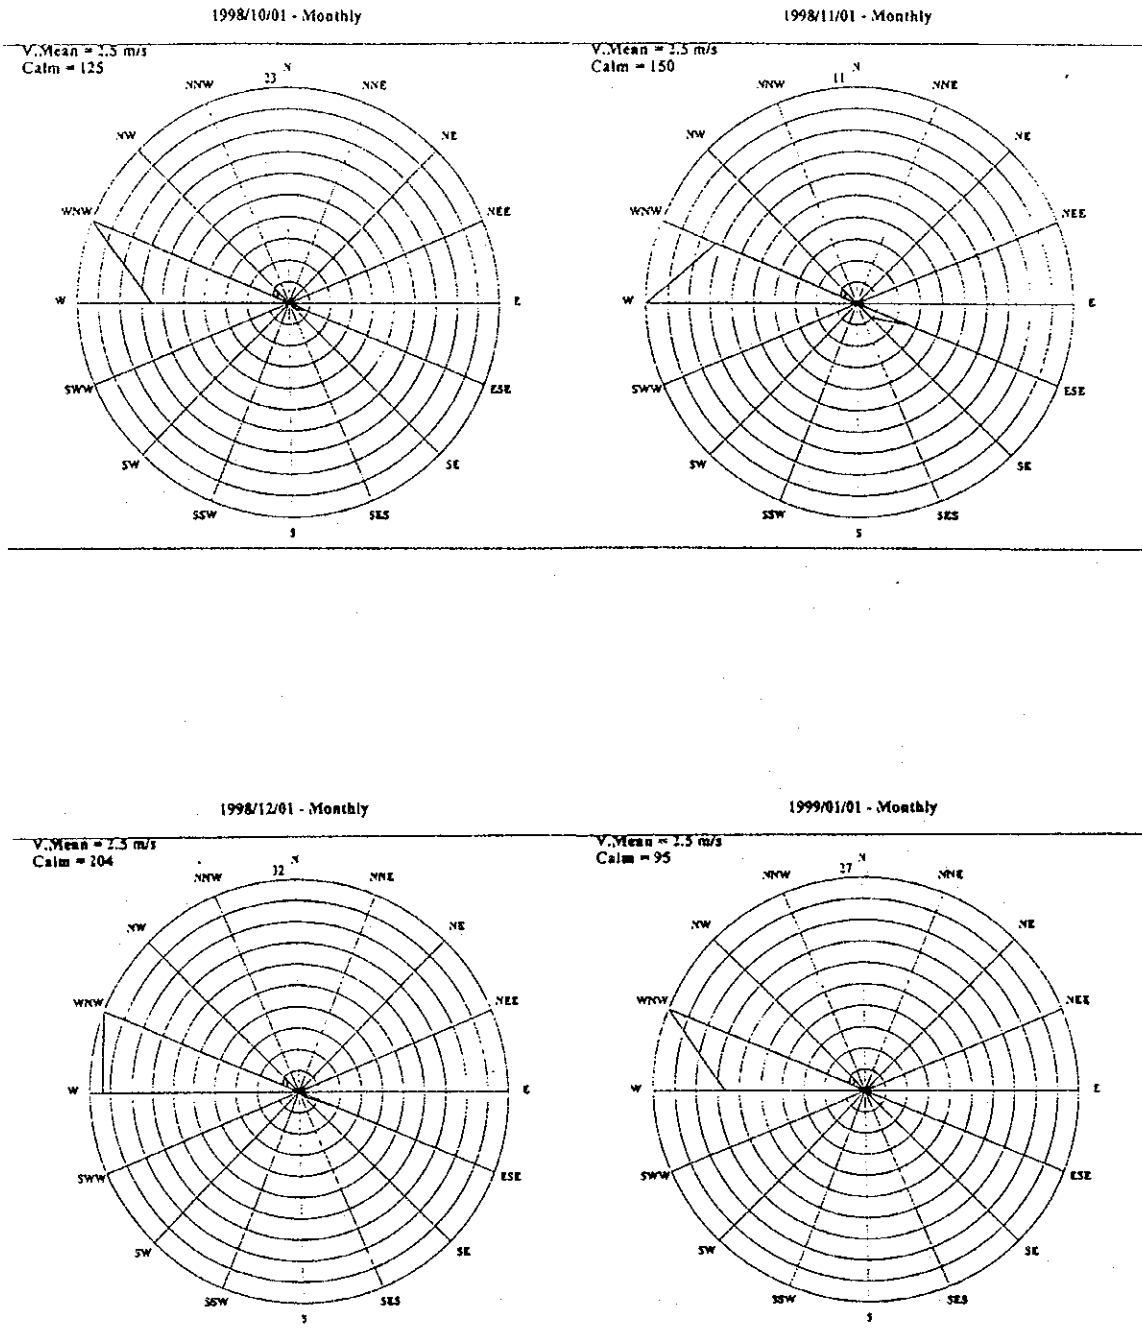 1998/10/01 - Monthly
V.Mean = 2.5 m/s
Calm = 125
23
N
NNW
NNE
NW
NE
WNW
NEE
W
E
SWW
ESE
SW
SE
SSW
SES
S
1998/11/01 - Monthly
V.Mean = 2.5 m/s
Calm = 150
11
N
NNW
NNE
NW
NE
WNW
NEE
W
E
SWW
ESE
SW
SE
SSW
SES
S
1998/12/01 - Monthly
V.Mean = 2.5 m/s
Calm = 204
32
N
NNW
NNE
NW
NE
WNW
NEE
W
E
SWW
ESE
SW
SE
SSW
SES
S
1999/01/01 - Monthly
V.Mean = 2.5 m/s
Calm = 95
27
N
NNW
NNE
NW
NE
WNW
NEE
W
E
SWW
ESE
SW
SE
SSW
SES
S